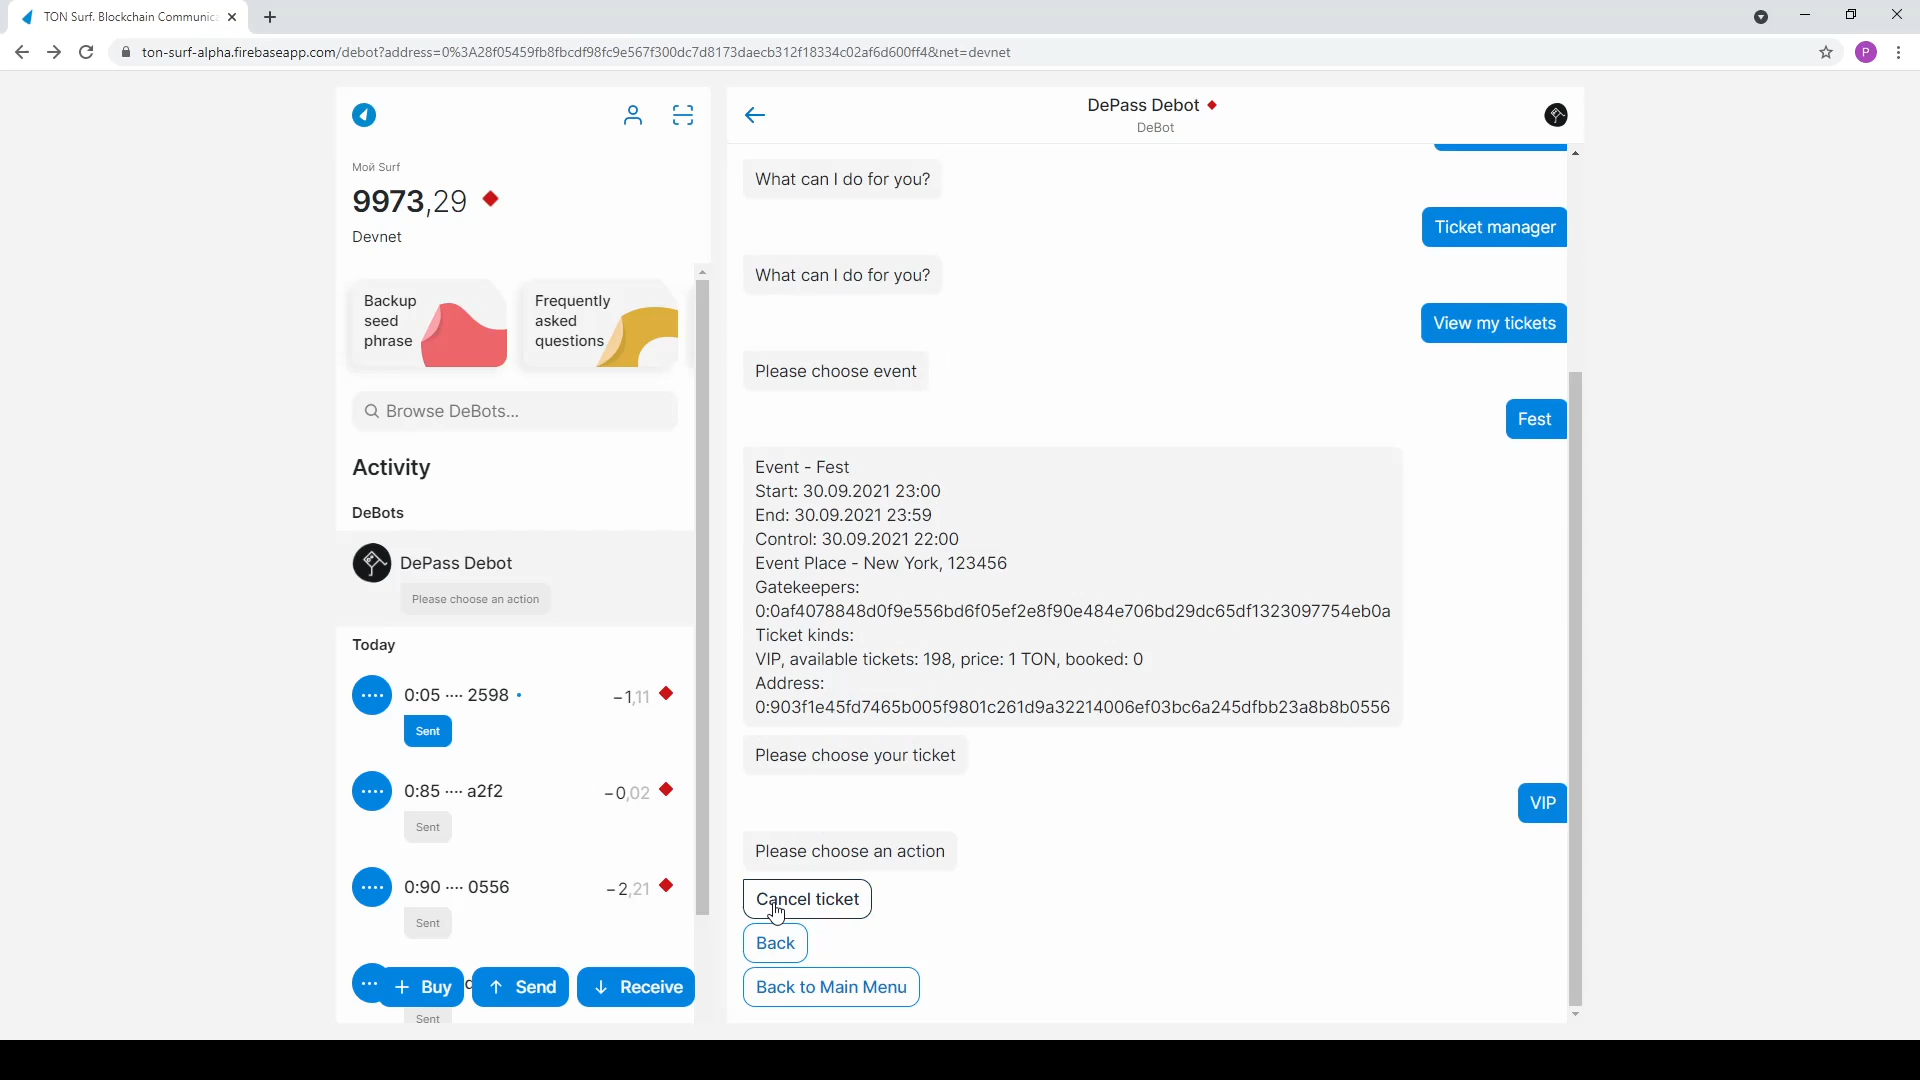 TON Surf. Blockchain Communic
ton-surf-alpha.firebaseapp.com/debot?address=0%3A28f05459fb8fbcdf98fc9e567f300dc7d8173daecb312f18334c02af6d600ff4&net=devnet
P
Мой Surf
9973,29
Devnet
Backup
seed
phrase
Frequently
asked
questions
Browse DeBots...
Activity
DeBots
DePass Debot
Please choose an action
Today
0:05 ···· 2598
−1,11
Sent
0:85 ···· a2f2
−0,02
Sent
0:90 ···· 0556
−2,21
Sent
Buy
Send
Receive
Sent
DePass Debot
DeBot
What can I do for you?
Ticket manager
What can I do for you?
View my tickets
Please choose event
Fest
Event - Fest
Start: 30.09.2021 23:00
End: 30.09.2021 23:59
Control: 30.09.2021 22:00
Event Place - New York, 123456
Gatekeepers:
0:0af4078848d0f9e556bd6f05ef2e8f90e484e706bd29dc65df1323097754eb0a
Ticket kinds:
VIP, available tickets: 198, price: 1 TON, booked: 0
Address:
0:903f1e45fd7465b005f9801c261d9a32214006ef03bc6a245dfbb23a8b8b0556
Please choose your ticket
VIP
Please choose an action
Cancel ticket
Back
Back to Main Menu